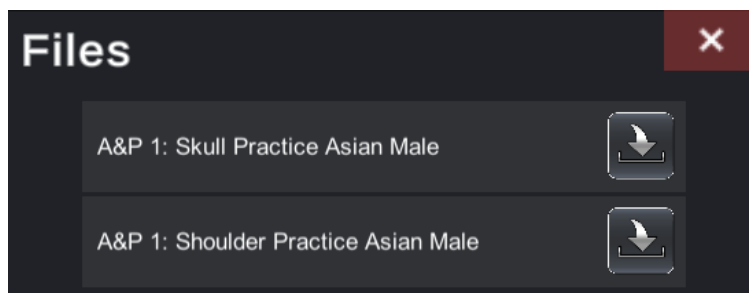 Files
A&P 1: Skull Practice Asian Male
A&P 1: Shoulder Practice Asian Male